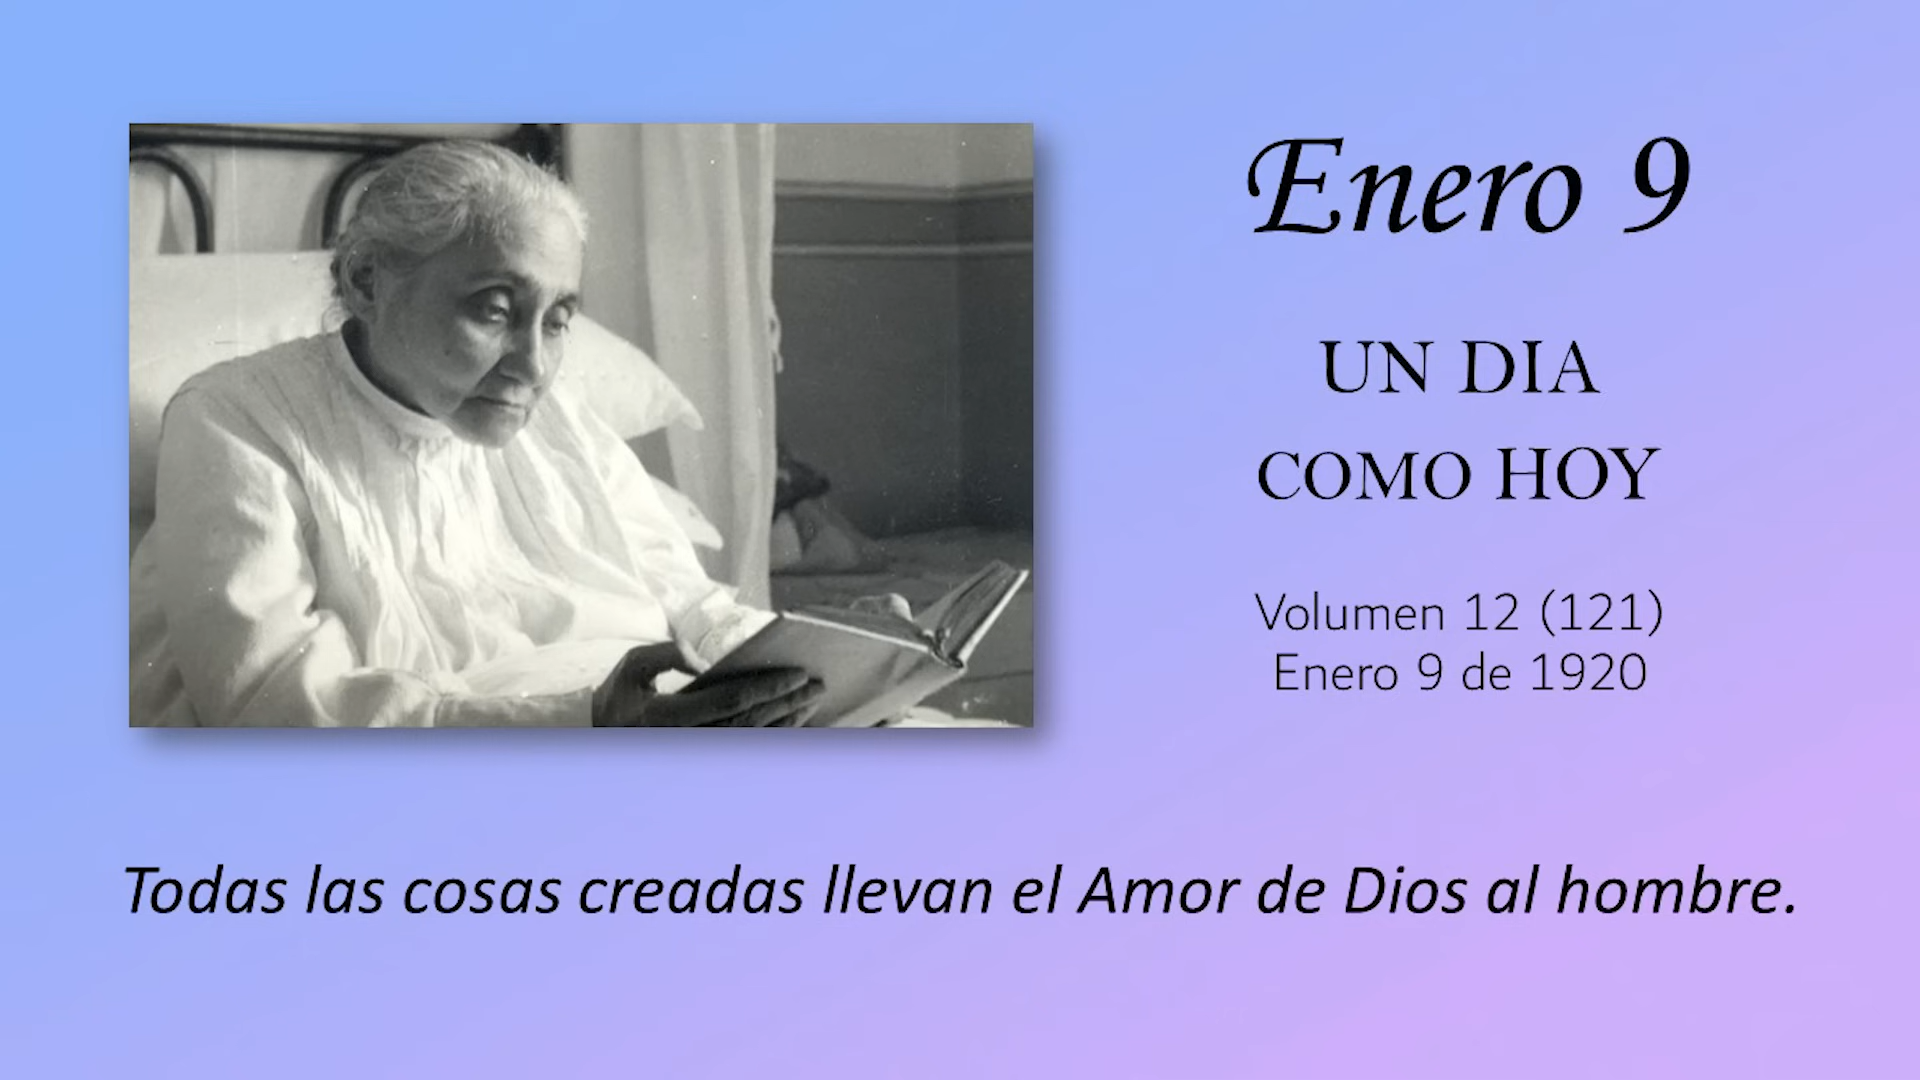 Enero 9
UN DIA
COMO HOY
Volumen 12 (121)
Enero 9 de 1920
Todas las cosas creadas llevan el Amor de Dios al hombre.